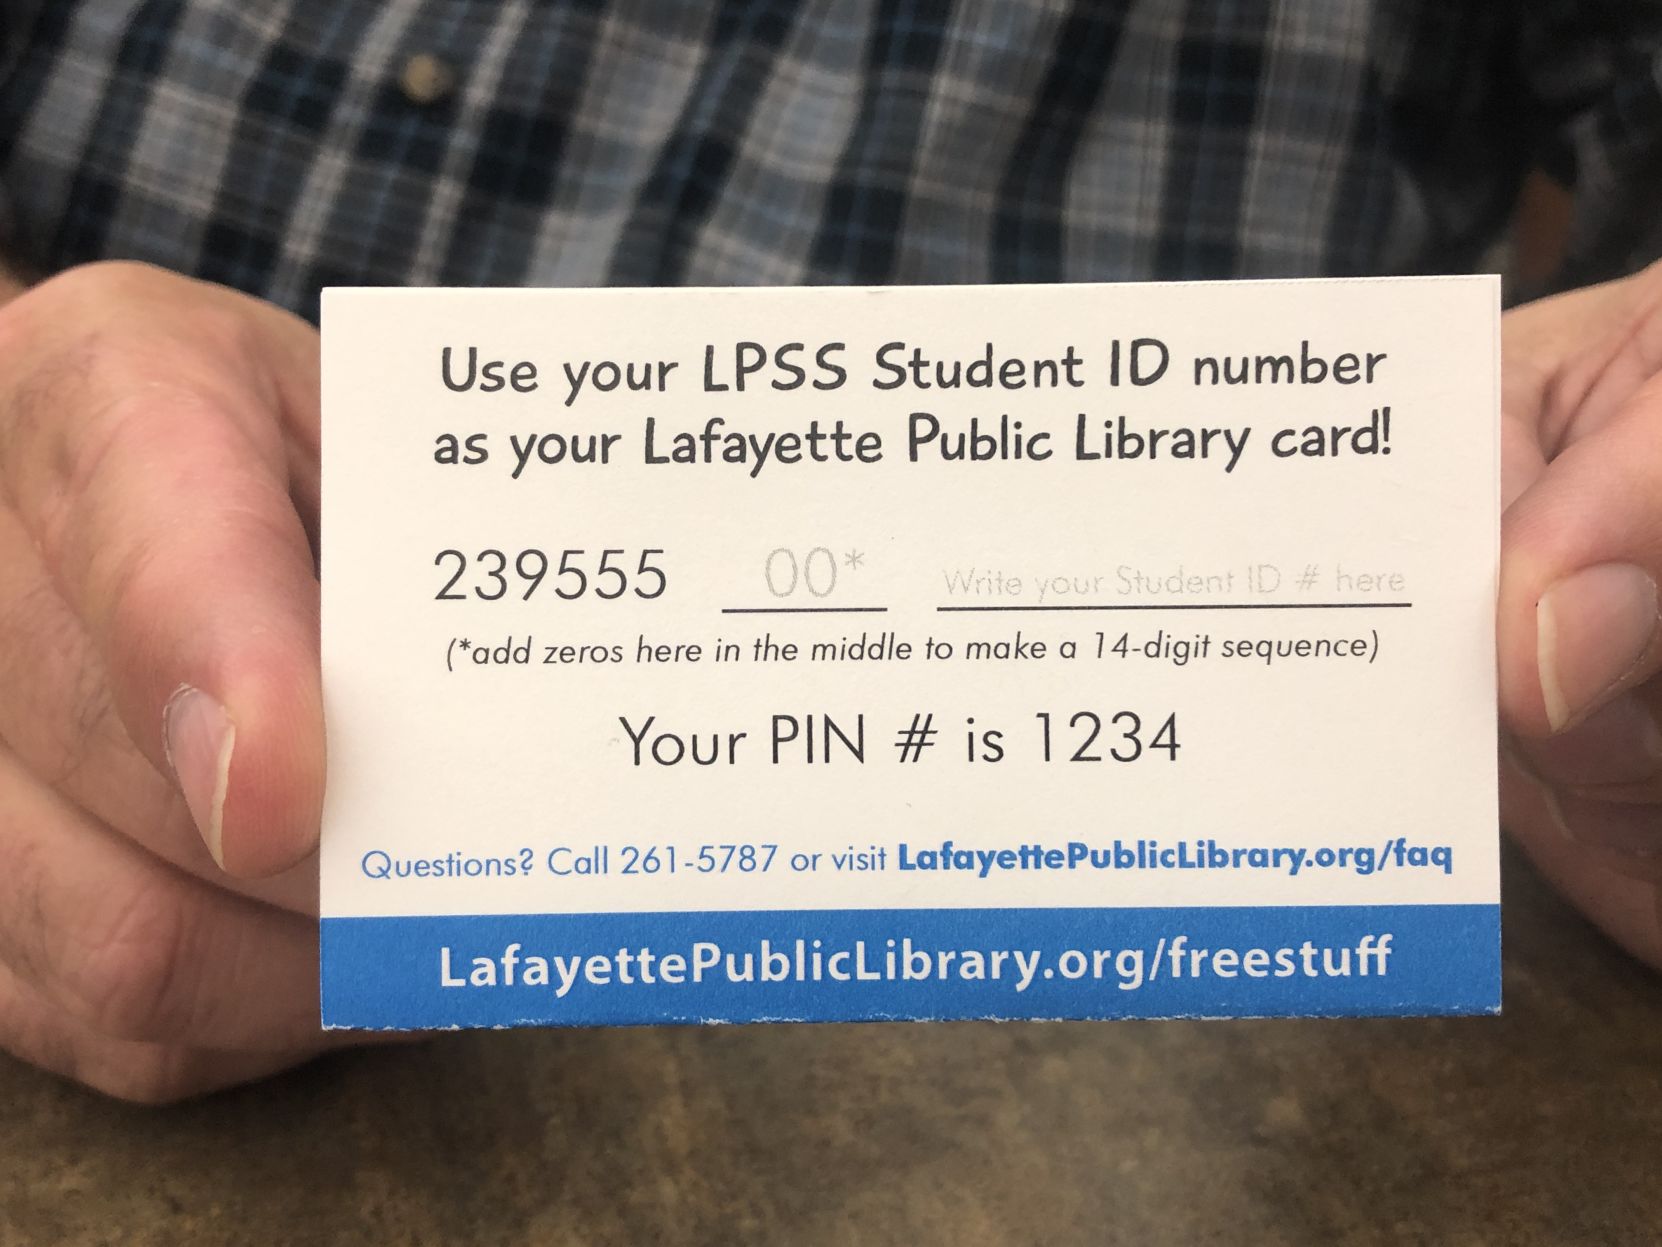 Use your LPSS Student ID number
as your Lafayette Public Library card!
239555 00* Write your Student ID # here
(*add zeros here in the middle to make a 14-digit sequence)
Your PIN # is 1234
Questions? Call 261-5787 or visit LafayettePublicLibrary.org/faq
LafayettePublicLibrary.org/freestuff